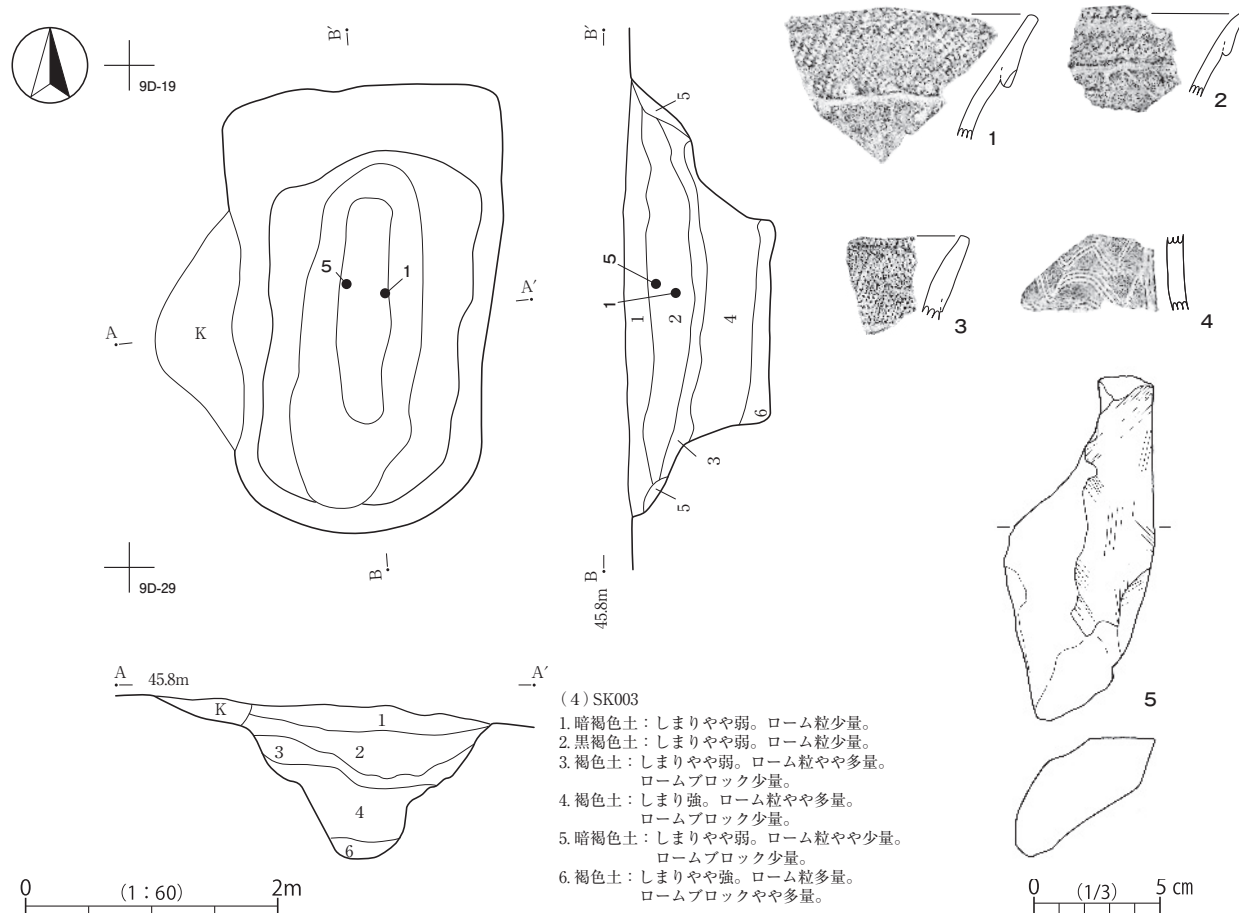 B′
B′
9D-19
5
1
2
1
5
5
1
1
2
4
A′
A
K
3
4
6
3
5
B
B
9D-29
45.8m
A
45.8m
A′
K
1
3
2
4
6
5
(4)SK003
1. 暗褐色土：しまりやや弱。ローム粒少量。
2. 黒褐色土：しまりやや弱。ローム粒少量。
3. 褐色土：しまりやや弱。ローム粒やや多量。
ロームブロック少量。
4. 褐色土：しまり強。ローム粒やや多量。
ロームブロック少量。
5. 暗褐色土：しまりやや弱。ローム粒やや少量。
ロームブロック少量。
6. 褐色土：しまりやや強。ローム粒多量。
ロームブロックやや多量。
0 (1：60) 2m
0 (1/3) 5 cm